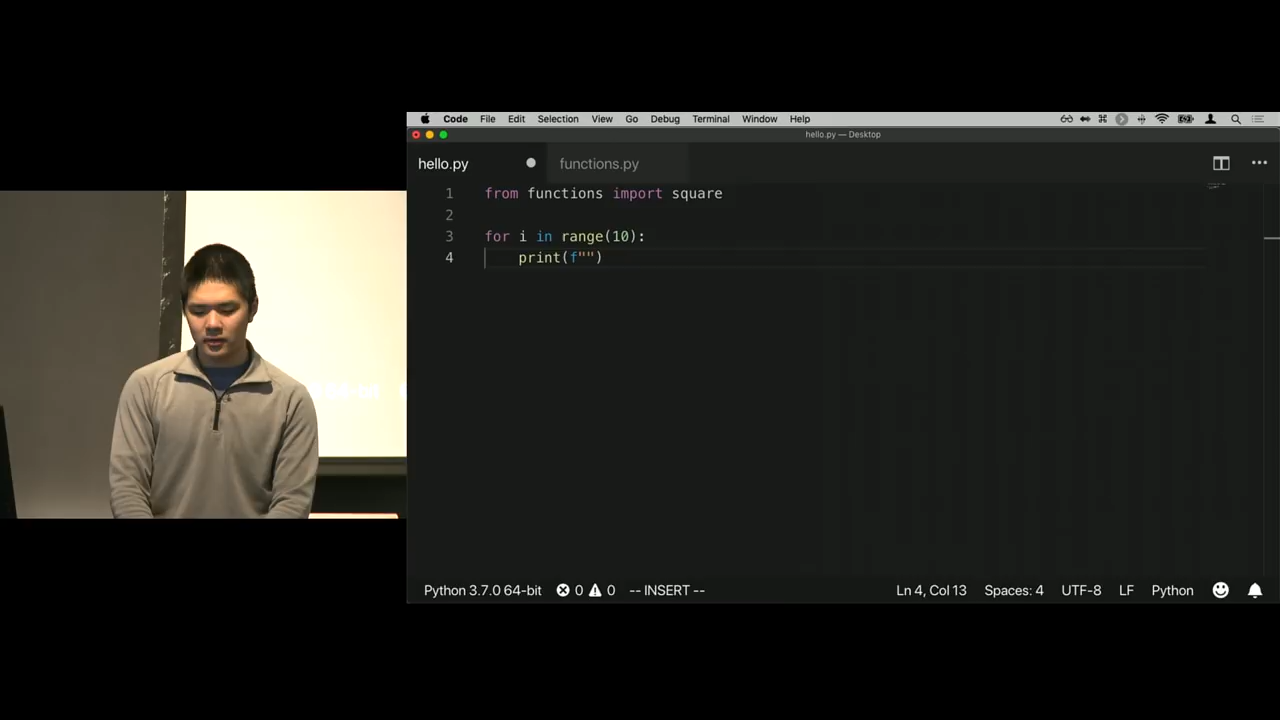 Code File Edit Selection View Go Debug Terminal Window Help
hello.py — Desktop
hello.py functions.py
1 from functions import square
2
3 for i in range(10):
4 print(f"")
Python 3.7.0 64-bit 0 0 -- INSERT -- Ln 4, Col 13 Spaces: 4 UTF-8 LF Python